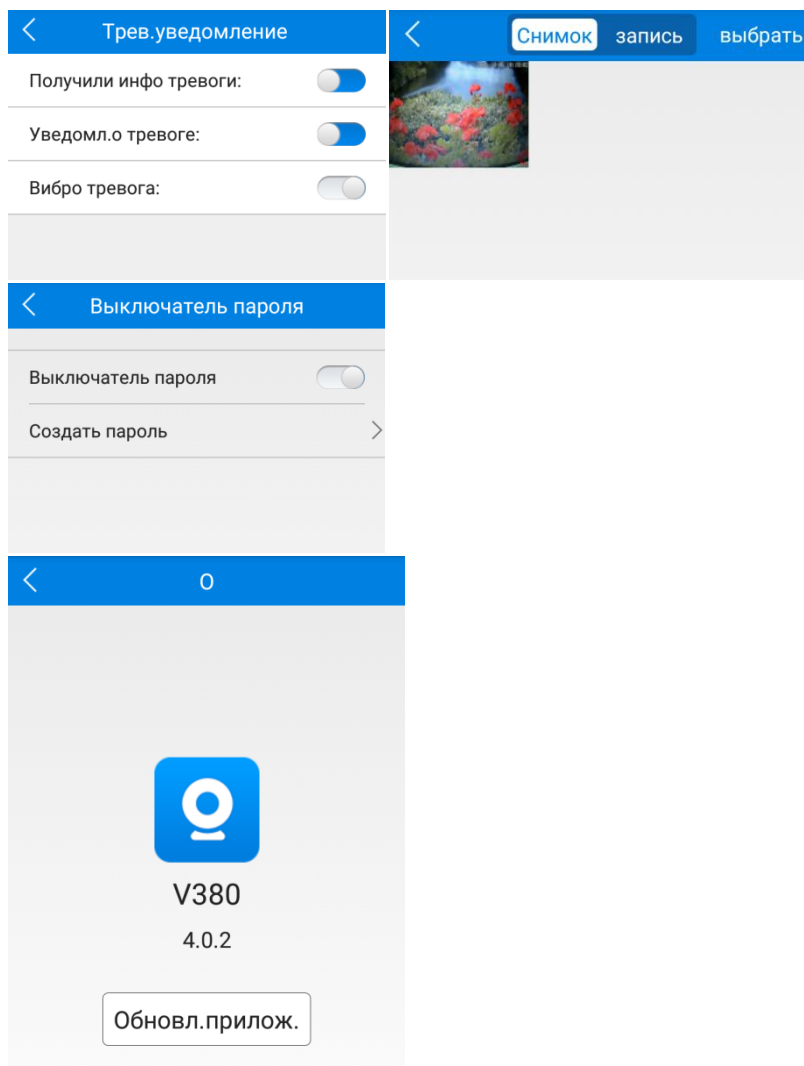 Трев.уведомление
Получили инфо тревоги:
Уведомл.о тревоге:
Вибро тревога:
Снимок запись выбрать
Выключатель пароля
Выключатель пароля
Создать пароль
О
V380
4.0.2
Обновл.прилож.